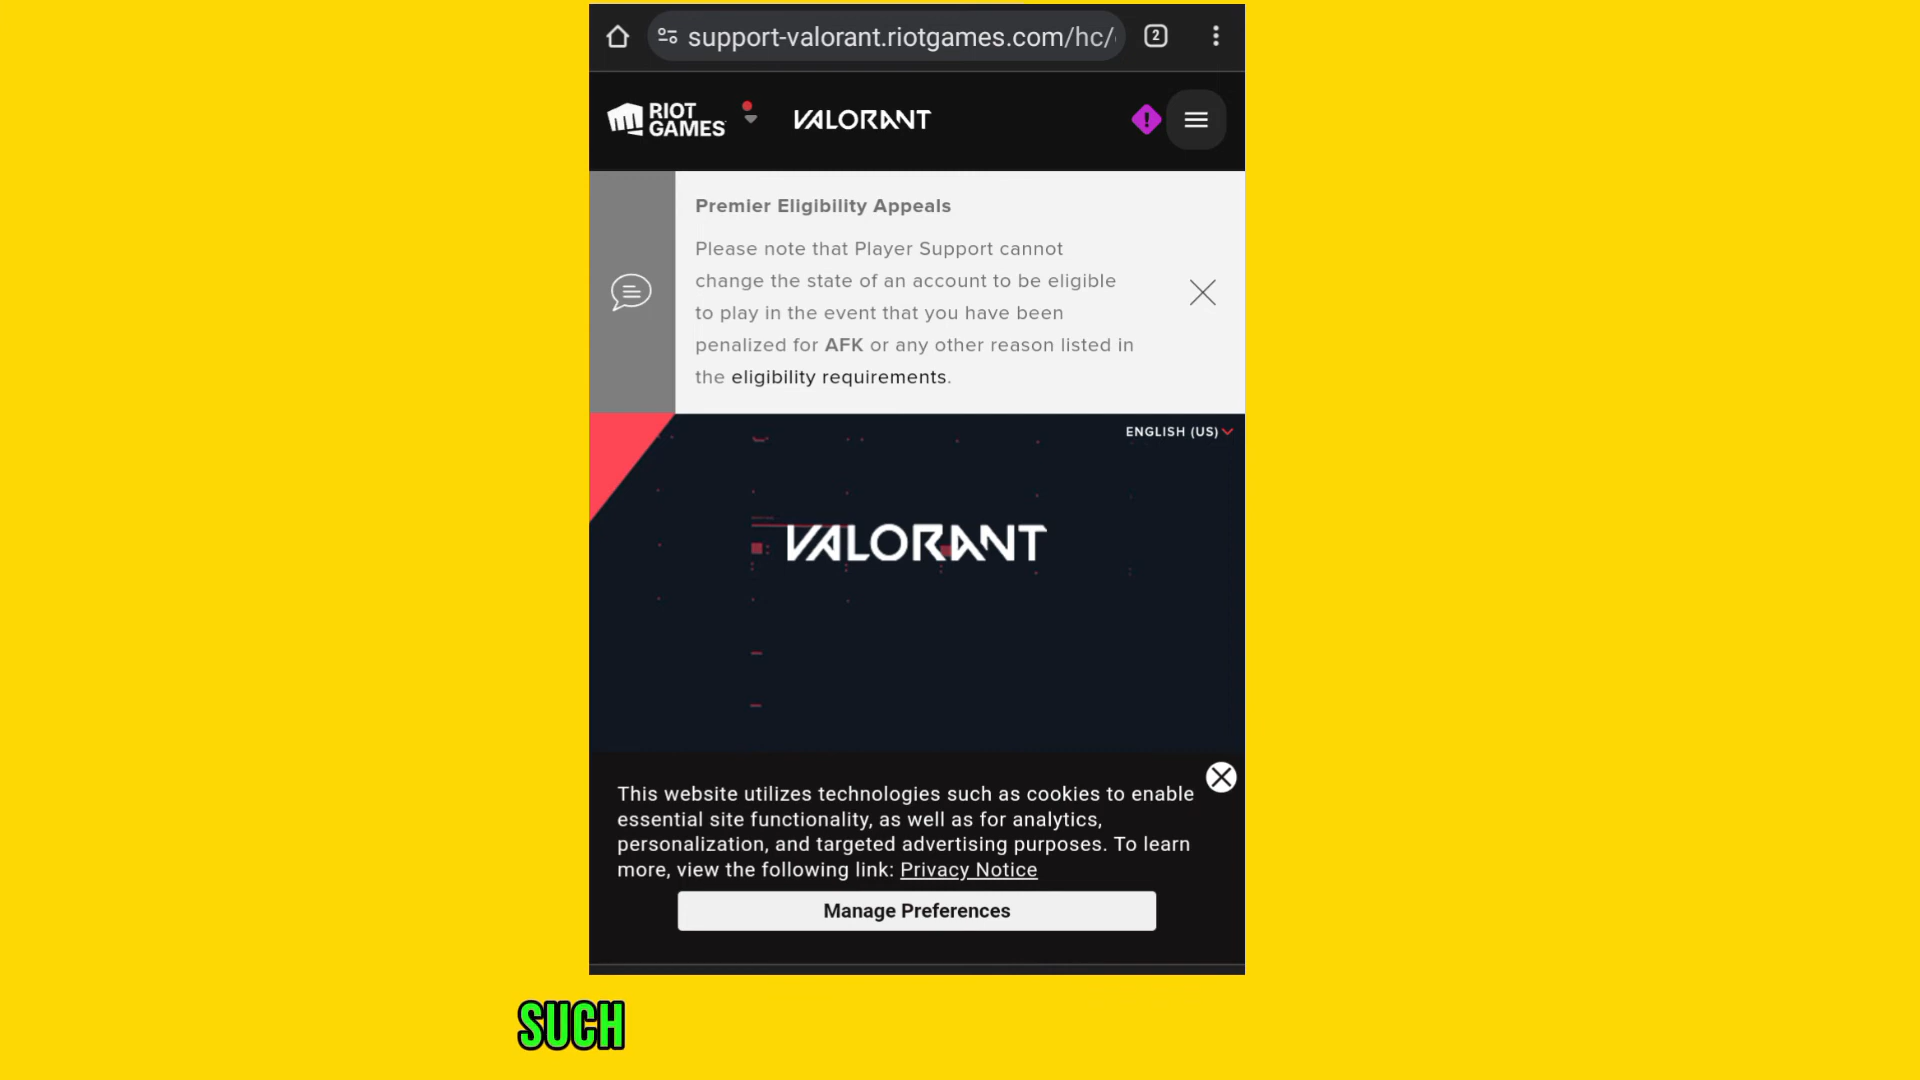 support-valorant.riotgames.com/hc/
2
RIOT
GAMES
VALORANT
Premier Eligibility Appeals
Please note that Player Support cannot
change the state of an account to be eligible
to play in the event that you have been
penalized for AFK or any other reason listed in
the eligibility requirements.
ENGLISH (US)
VALORANT
This website utilizes technologies such as cookies to enable
essential site functionality, as well as for analytics,
personalization, and targeted advertising purposes. To learn
more, view the following link: Privacy Notice
Manage Preferences
SUCH